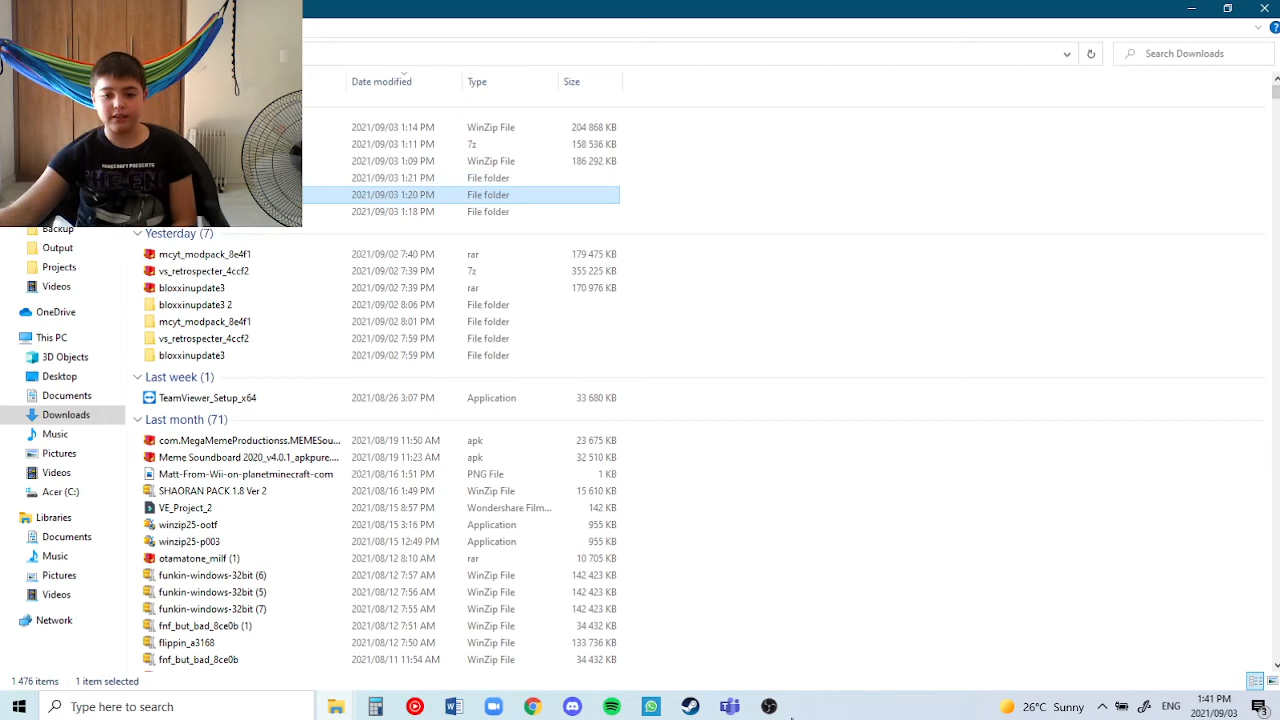 Search Downloads
Date modified Type Size
2021/09/03 1:14 PM WinZip File 204 868 KB
2021/09/03 1:11 PM 7z 158 536 KB
MINECRAFT PRESENTS
2021/09/03 1:09 PM WinZip File 186 292 KB
2021/09/03 1:21 PM File folder
2021/09/03 1:20 PM File folder
2021/09/03 1:18 PM File folder
Backup
Yesterday (7)
Output
mcyt_modpack_8e4f1 2021/09/02 7:40 PM rar 179 475 KB
Projects
vs_retrospecter_4ccf2 2021/09/02 7:39 PM 7z 355 225 KB
Videos
bloxxinupdate3 2021/09/02 7:39 PM rar 170 976 KB
bloxxinupdate3 2 2021/09/02 8:06 PM File folder
OneDrive
mcyt_modpack_8e4f1 2021/09/02 8:01 PM File folder
This PC
vs_retrospecter_4ccf2 2021/09/02 7:59 PM File folder
3D Objects
bloxxinupdate3 2021/09/02 7:59 PM File folder
Desktop
Last week (1)
Documents
TeamViewer_Setup_x64 2021/08/26 3:07 PM Application 33 680 KB
Downloads
Last month (71)
Music
com.MegaMemeProductionss.MEMESou... 2021/08/19 11:50 AM apk 23 675 KB
Pictures
Meme Soundboard 2020_v4.0.1_apkpure.... 2021/08/19 11:23 AM apk 32 510 KB
Videos
Matt-From-Wii-on-planetminecraft-com 2021/08/16 1:51 PM PNG File 1 KB
Acer (C:)
SHAORAN PACK 1.8 Ver 2 2021/08/16 1:49 PM WinZip File 15 610 KB
VE_Project_2 2021/08/15 8:57 PM Wondershare Film... 142 KB
Libraries
winzip25-ootf 2021/08/15 3:16 PM Application 955 KB
Documents
winzip25-p003 2021/08/15 12:49 PM Application 955 KB
Music
otamatone_milf (1) 2021/08/12 8:10 AM rar 10 705 KB
Pictures
funkin-windows-32bit (6) 2021/08/12 7:57 AM WinZip File 142 423 KB
Videos
funkin-windows-32bit (5) 2021/08/12 7:56 AM WinZip File 142 423 KB
funkin-windows-32bit (7) 2021/08/12 7:55 AM WinZip File 142 423 KB
Network
fnf_but_bad_8ce0b (1) 2021/08/12 7:51 AM WinZip File 34 432 KB
flippin_a3168 2021/08/12 7:50 AM WinZip File 133 736 KB
fnf_but_bad_8ce0b 2021/08/11 11:54 AM WinZip File 34 432 KB
1 476 items 1 item selected
Type here to search
26°C Sunny
1:41 PM
2021/09/03
ENG
3